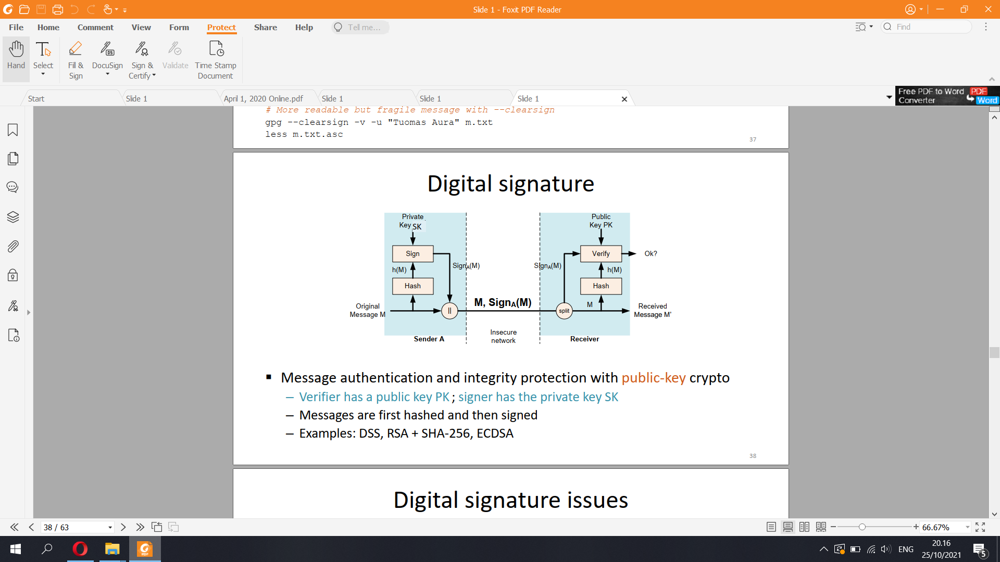 Slide 1 - Foxit PDF Reader
File Home Comment View Form Protect Share Help Tell me... Find
Hand
Select
Fill & Sign
DocuSign
Sign & Certify
Validate
Time Stamp Document
Start
Slide 1
April 1, 2020 Online.pdf
Slide 1
Slide 1
Slide 1
Free PDF to Word PDF
Converter Word
# More readable but fragile message with --clearsign
gpg --clearsign -v -u "Tuomas Aura" m.txt
less m.txt.asc
37
Digital signature
Private
Key SK
Sign
h(M)
Hash
SignA(M)
Original
Message M
||
Sender A
M, SignA(M)
Insecure
network
Public
Key PK
SignA(M)
Verify
Ok?
h(M)
Hash
M
split
Received
Message M'
Receiver
▪ Message authentication and integrity protection with public-key crypto
– Verifier has a public key PK; signer has the private key SK
– Messages are first hashed and then signed
– Examples: DSS, RSA + SHA-256, ECDSA
38
Digital signature issues
38 / 63
66.67%
PDF
ENG
20.16
25/10/2021
5